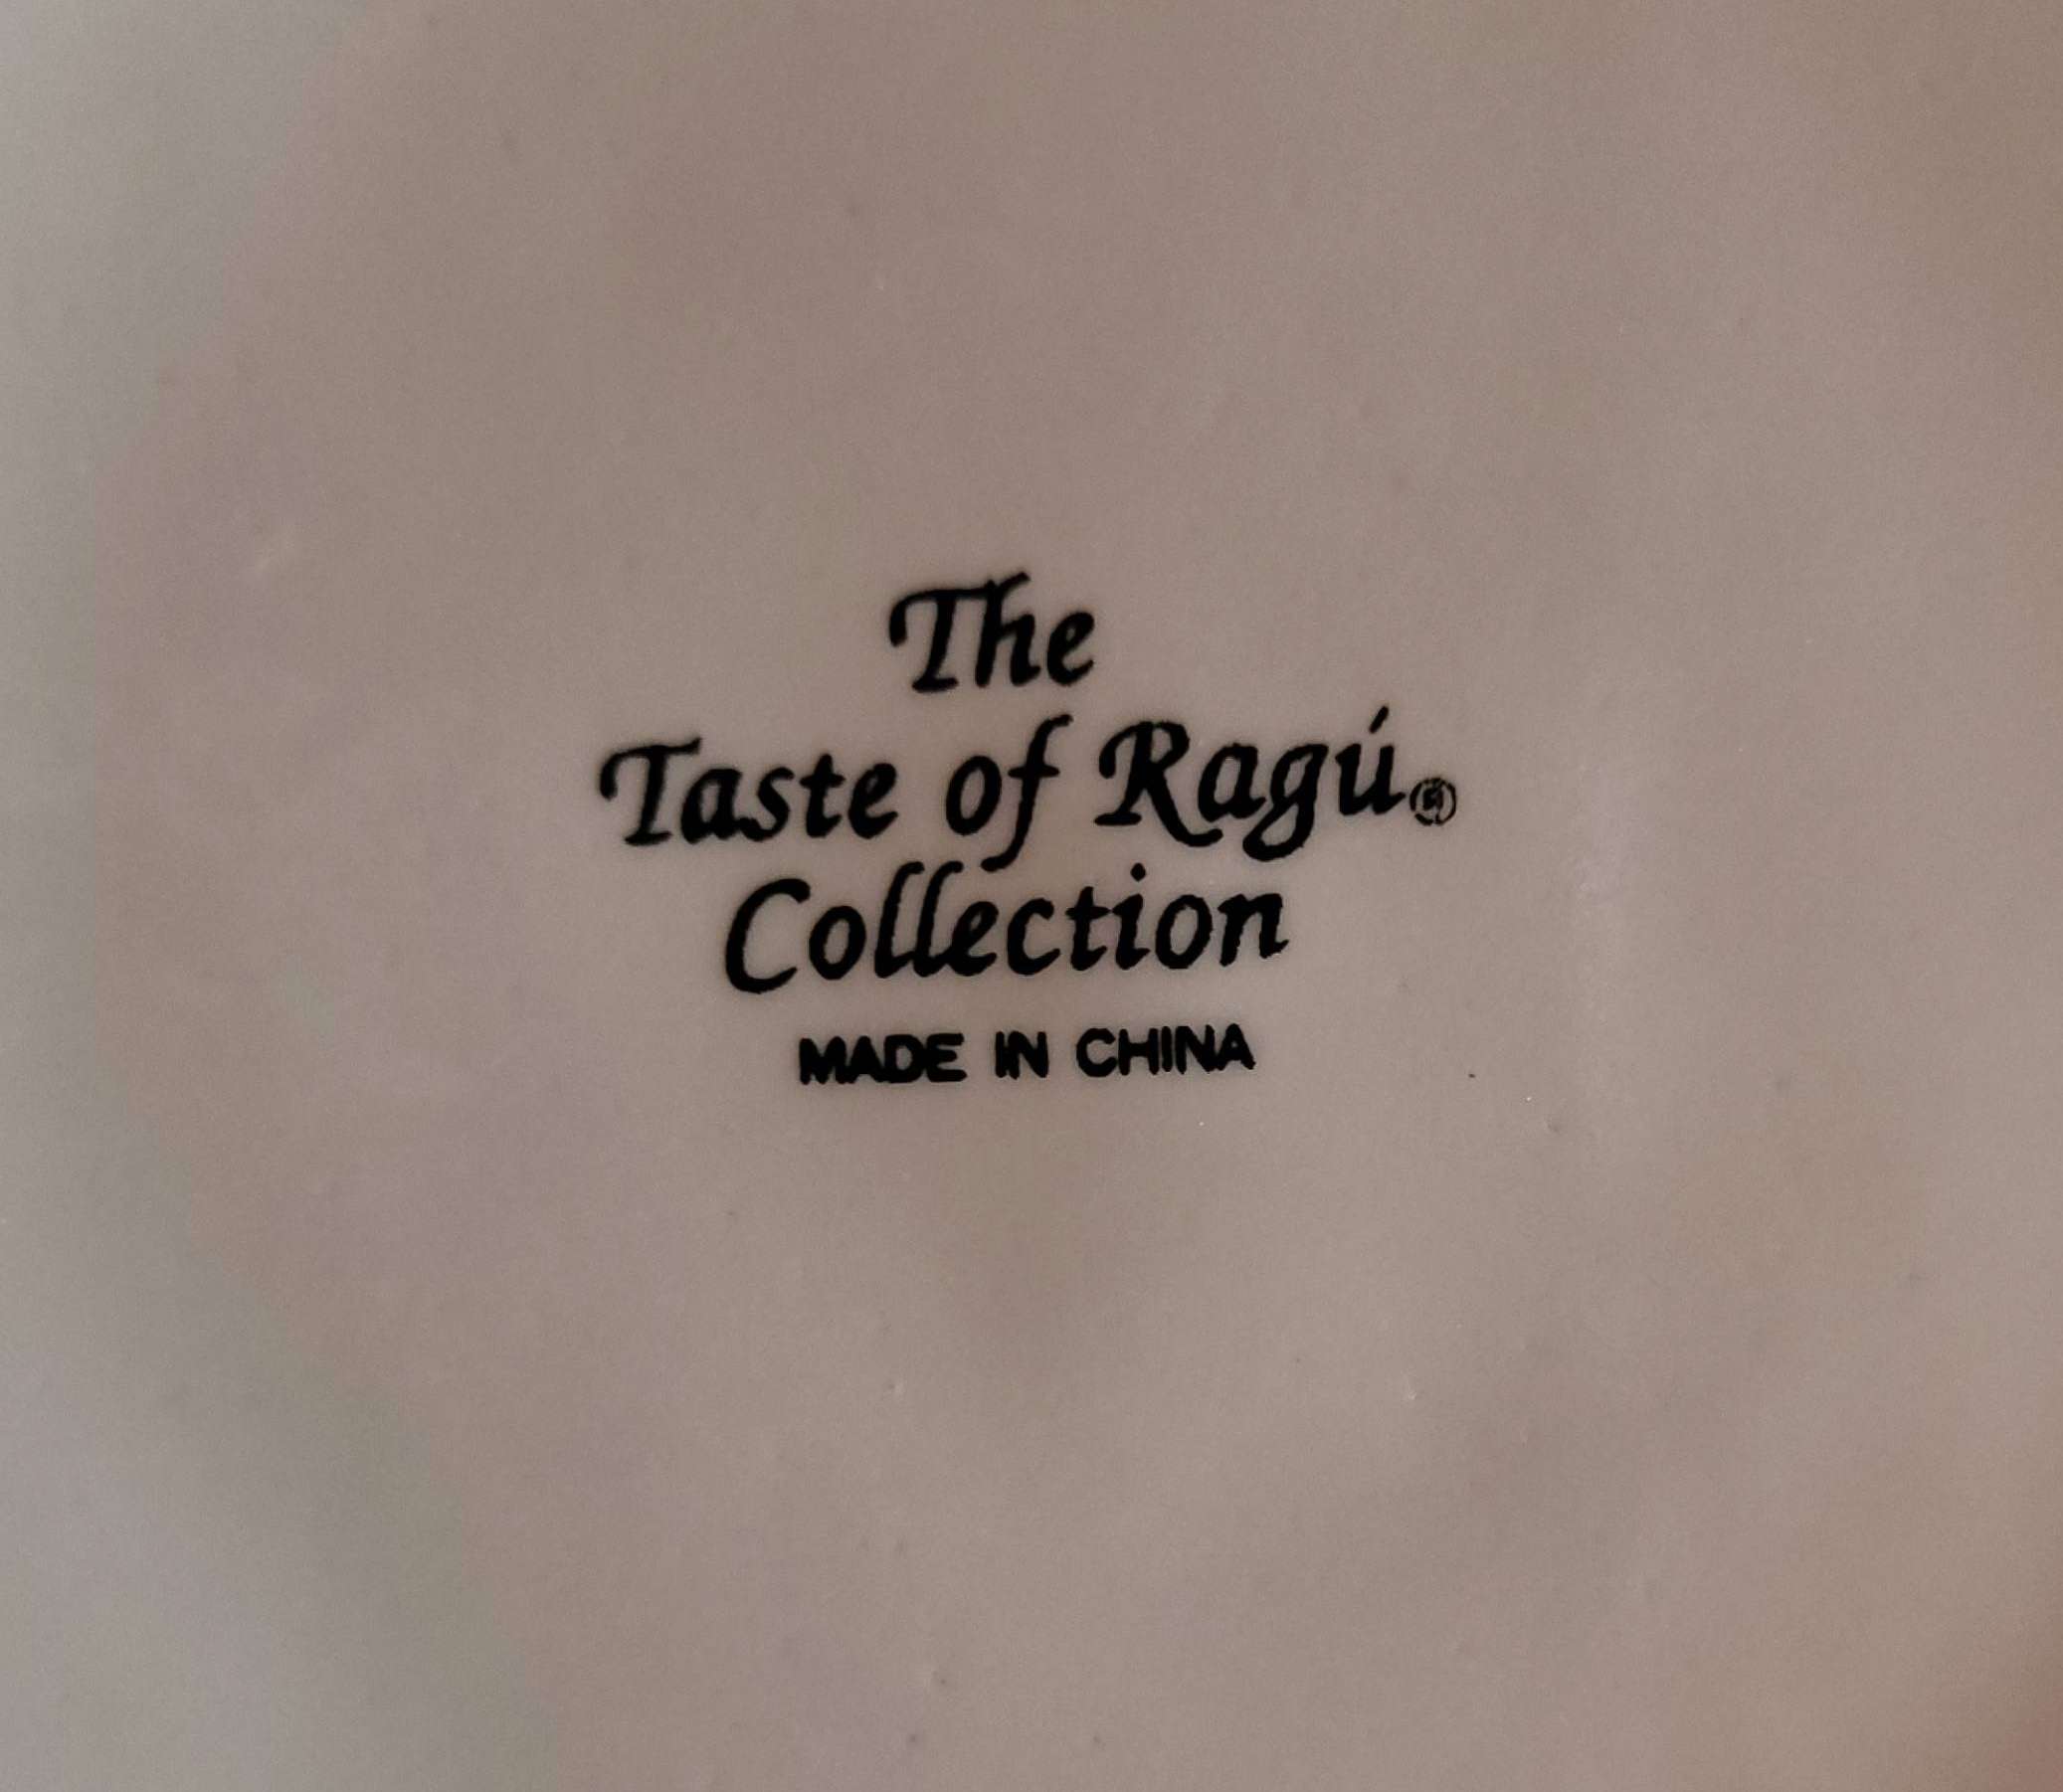 The
Taste of Ragú®
Collection
MADE IN CHINA